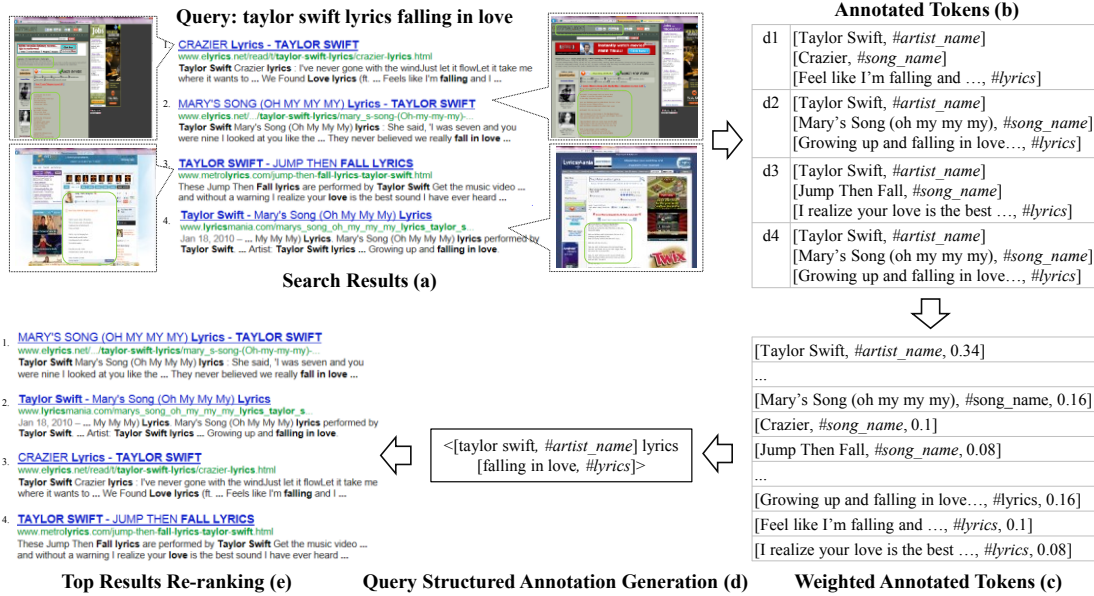 Query: taylor swift lyrics falling in love
1. CRAZIER Lyrics - TAYLOR SWIFT
www.elyrics.net/read/t/taylor-swift-lyrics/crazier-lyrics.html
Taylor Swift Crazier lyrics : I've never gone with the windJust let it flowLet it take me
where it wants to ... We Found Love lyrics (ft. ... Feels like I'm falling and I ...
2. MARY'S SONG (OH MY MY MY) Lyrics - TAYLOR SWIFT
www.elyrics.net/.../taylor-swift-lyrics/mary_s-song-(Oh-my-my-my)-...
Taylor Swift Mary's Song (Oh My My My) lyrics : She said, 'I was seven and you
were nine I looked at you like the ... They never believed we really fall in love ...
3. TAYLOR SWIFT - JUMP THEN FALL LYRICS
www.metrolyrics.com/jump-then-fall-lyrics-taylor-swift.html
These Jump Then Fall lyrics are performed by Taylor Swift Get the music video ...
and without a warning I realize your love is the best sound I have ever heard ...
4. Taylor Swift - Mary's Song (Oh My My My) Lyrics
www.lyricsmania.com/marys_song_oh_my_my_my_lyrics_taylor_s...
Jan 18, 2010 – ... My My My) Lyrics. Mary's Song (Oh My My My) lyrics performed by
Taylor Swift. ... Artist: Taylor Swift lyrics ... Growing up and falling in love.
Twix
Search Results (a)
Annotated Tokens (b)
d1 [Taylor Swift, #artist_name]
[Crazier, #song_name]
[Feel like I'm falling and …, #lyrics]
d2 [Taylor Swift, #artist_name]
[Mary's Song (oh my my my), #song_name]
[Growing up and falling in love…, #lyrics]
d3 [Taylor Swift, #artist_name]
[Jump Then Fall, #song_name]
[I realize your love is the best …, #lyrics]
d4 [Taylor Swift, #artist_name]
[Mary's Song (oh my my my), #song_name]
[Growing up and falling in love…, #lyrics]
[Taylor Swift, #artist_name, 0.34]
...
[Mary's Song (oh my my my), #song_name, 0.16]
[Crazier, #song_name, 0.1]
[Jump Then Fall, #song_name, 0.08]
...
[Growing up and falling in love…, #lyrics, 0.16]
[Feel like I'm falling and …, #lyrics, 0.1]
[I realize your love is the best …, #lyrics, 0.08]
Weighted Annotated Tokens (c)
<[taylor swift, #artist_name] lyrics
[falling in love, #lyrics]>
Query Structured Annotation Generation (d)
1. MARY'S SONG (OH MY MY MY) Lyrics - TAYLOR SWIFT
www.elyrics.net/.../taylor-swift-lyrics/mary_s-song-(Oh-my-my-my)-...
Taylor Swift Mary's Song (Oh My My My) lyrics : She said, 'I was seven and you
were nine I looked at you like the ... They never believed we really fall in love ...
2. Taylor Swift - Mary's Song (Oh My My My) Lyrics
www.lyricsmania.com/marys_song_oh_my_my_my_lyrics_taylor_s...
Jan 18, 2010 – ... My My My) Lyrics. Mary's Song (Oh My My My) lyrics performed by
Taylor Swift. ... Artist: Taylor Swift lyrics ... Growing up and falling in love.
3. CRAZIER Lyrics - TAYLOR SWIFT
www.elyrics.net/read/t/taylor-swift-lyrics/crazier-lyrics.html
Taylor Swift Crazier lyrics : I've never gone with the windJust let it flowLet it take me
where it wants to ... We Found Love lyrics (ft. ... Feels like I'm falling and I ...
4. TAYLOR SWIFT - JUMP THEN FALL LYRICS
www.metrolyrics.com/jump-then-fall-lyrics-taylor-swift.html
These Jump Then Fall lyrics are performed by Taylor Swift Get the music video ...
and without a warning I realize your love is the best sound I have ever heard ...
Top Results Re-ranking (e)